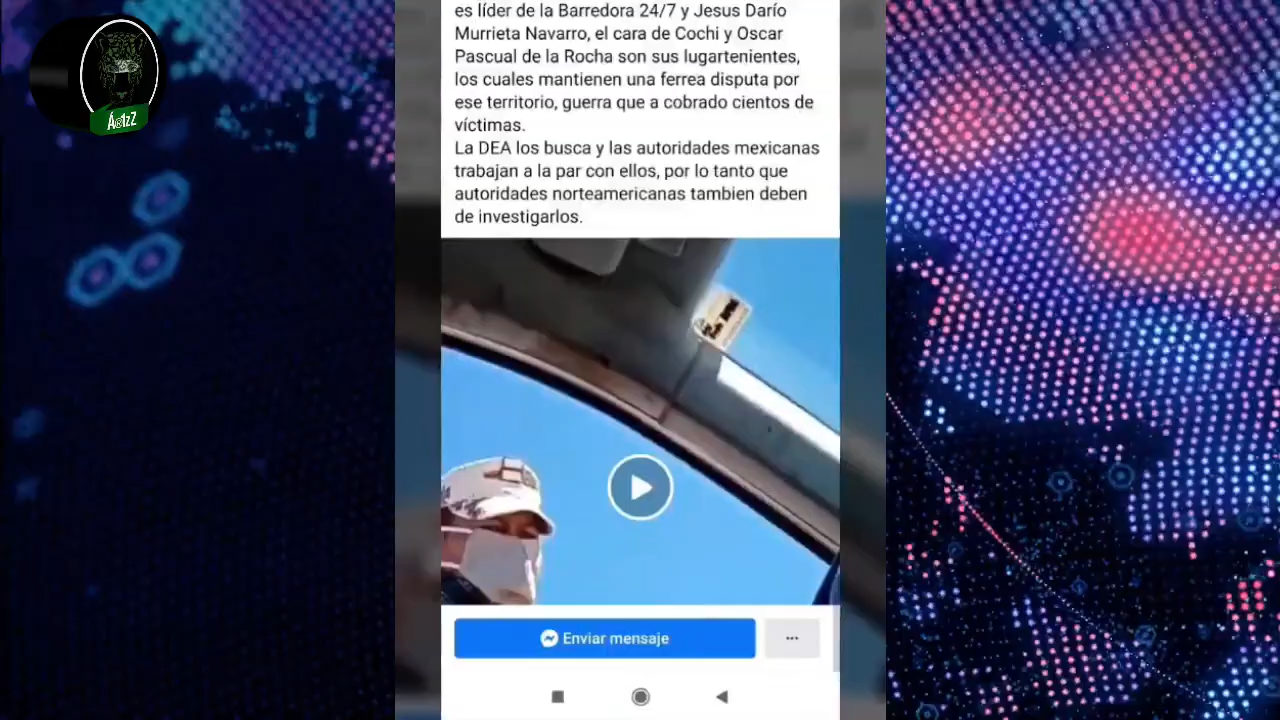 A®1zZ
es líder de la Barredora 24/7 y Jesus Darío
Murrieta Navarro, el cara de Cochi y Oscar
Pascual de la Rocha son sus lugartenientes,
los cuales mantienen una ferrea disputa por
ese territorio, guerra que a cobrado cientos de
víctimas.
La DEA los busca y las autoridades mexicanas
trabajan a la par con ellos, por lo tanto que
autoridades norteamericanas tambien deben
de investigarlos.
Enviar mensaje